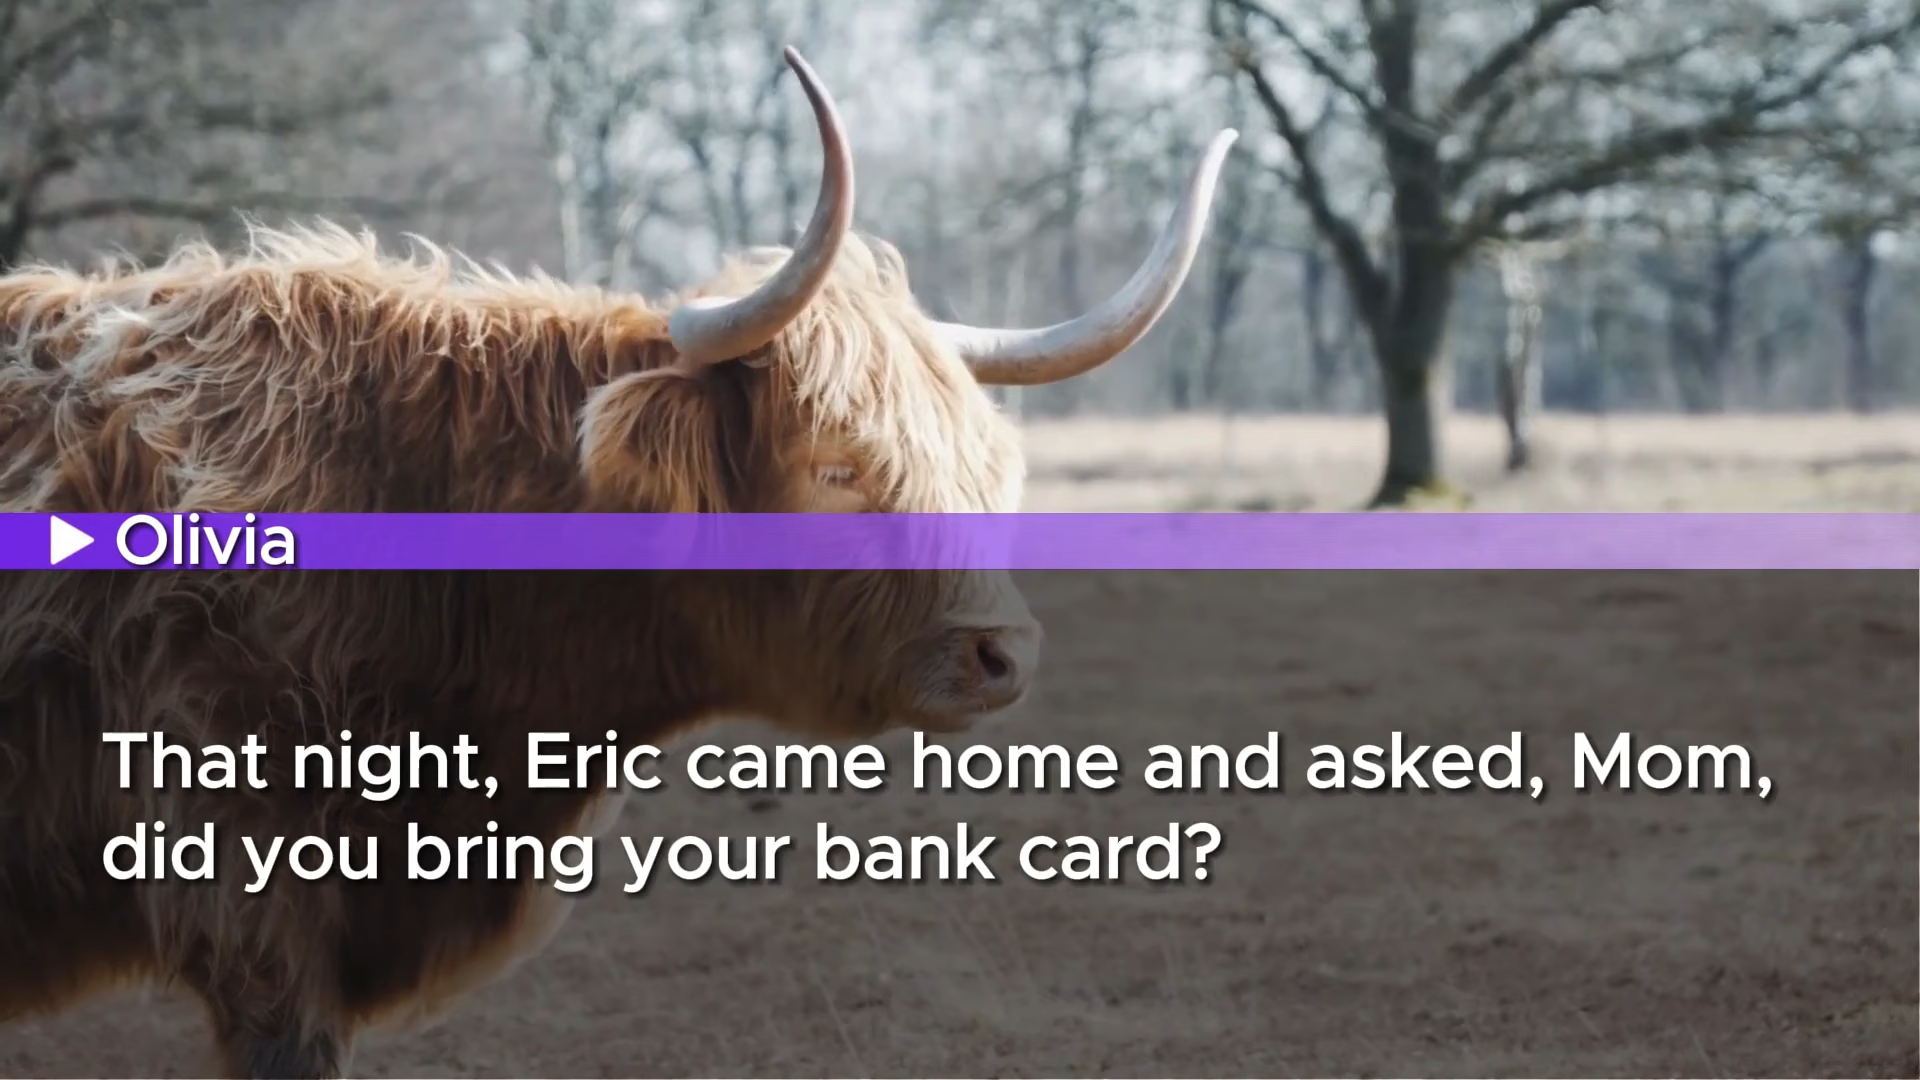 Olivia
That night, Eric came home and asked, Mom,
did you bring your bank card?